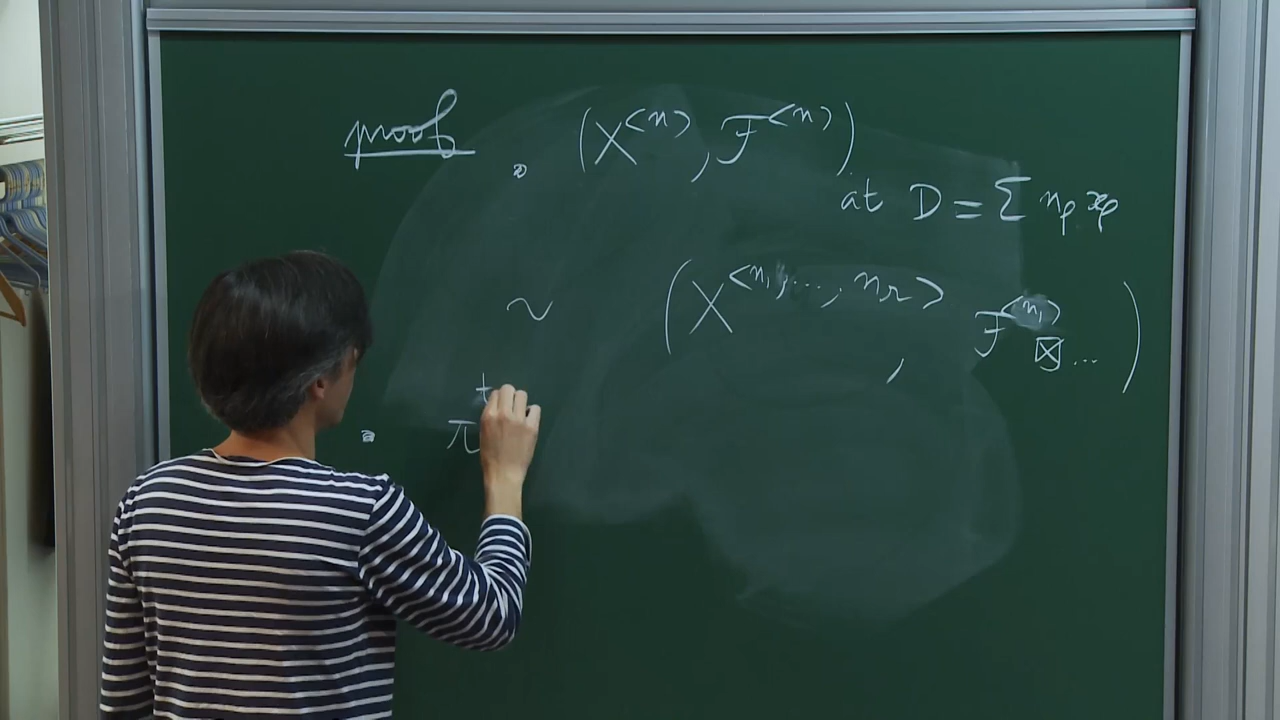 proof . (X^{<n>}, ℱ^{<n>})
at D = Σ n_p x_p
~ (X^{<n_1, ..., n_r>}, ℱ^{<n_1>} ⊠ ...)
. π^t